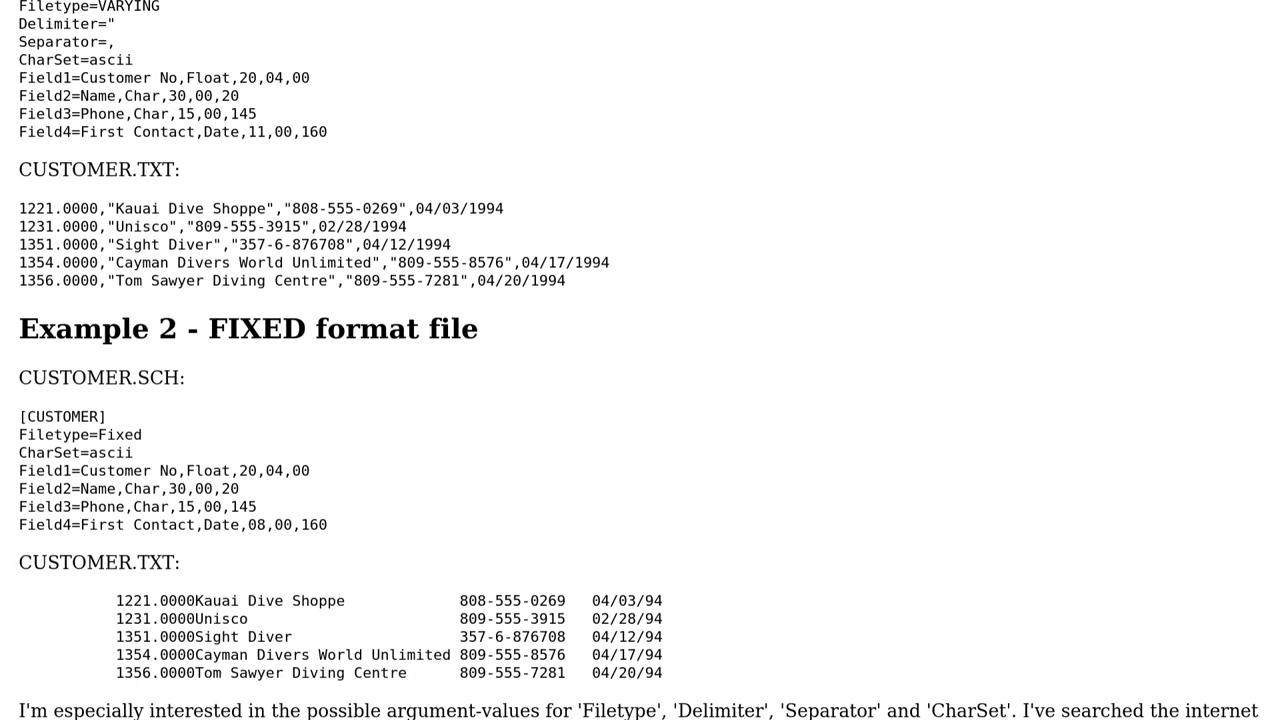 Filetype=VARYING
Delimiter="
Separator=,
CharSet=ascii
Field1=Customer No,Float,20,04,00
Field2=Name,Char,30,00,20
Field3=Phone,Char,15,00,145
Field4=First Contact,Date,11,00,160
CUSTOMER.TXT:
1221.0000,"Kauai Dive Shoppe","808-555-0269",04/03/1994
1231.0000,"Unisco","809-555-3915",02/28/1994
1351.0000,"Sight Diver","357-6-876708",04/12/1994
1354.0000,"Cayman Divers World Unlimited","809-555-8576",04/17/1994
1356.0000,"Tom Sawyer Diving Centre","809-555-7281",04/20/1994
Example 2 - FIXED format file
CUSTOMER.SCH:
[CUSTOMER]
Filetype=Fixed
CharSet=ascii
Field1=Customer No,Float,20,04,00
Field2=Name,Char,30,00,20
Field3=Phone,Char,15,00,145
Field4=First Contact,Date,08,00,160
CUSTOMER.TXT:
           1221.0000Kauai Dive Shoppe             808-555-0269   04/03/94
           1231.0000Unisco                        809-555-3915   02/28/94
           1351.0000Sight Diver                   357-6-876708   04/12/94
           1354.0000Cayman Divers World Unlimited 809-555-8576   04/17/94
           1356.0000Tom Sawyer Diving Centre      809-555-7281   04/20/94
I'm especially interested in the possible argument-values for 'Filetype', 'Delimiter', 'Separator' and 'CharSet'. I've searched the internet